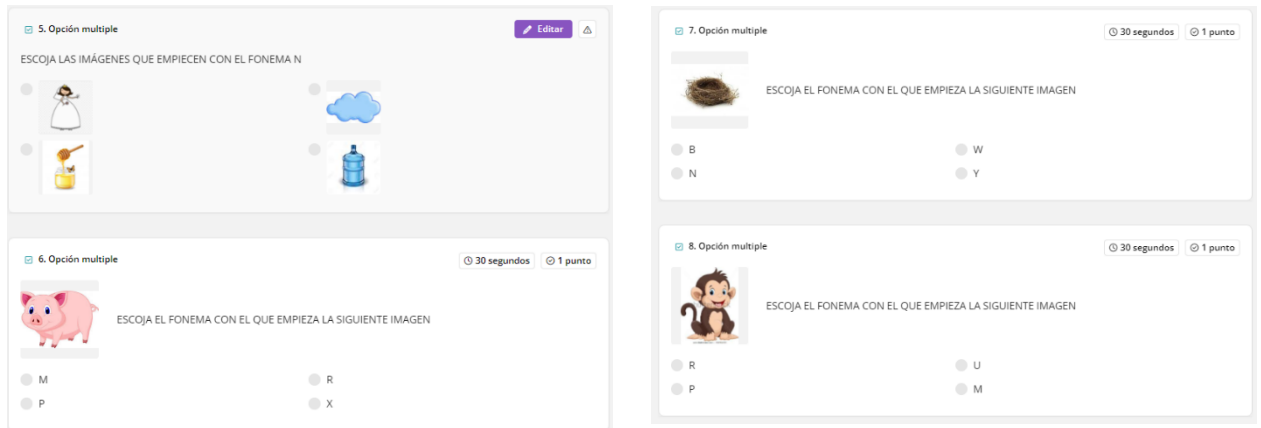 5. Opción multiple
Editar
ESCOJA LAS IMÁGENES QUE EMPIECEN CON EL FONEMA N
6. Opción multiple
30 segundos
1 punto
ESCOJA EL FONEMA CON EL QUE EMPIEZA LA SIGUIENTE IMAGEN
M
R
P
X
7. Opción multiple
30 segundos
1 punto
ESCOJA EL FONEMA CON EL QUE EMPIEZA LA SIGUIENTE IMAGEN
B
W
N
Y
8. Opción multiple
30 segundos
1 punto
ESCOJA EL FONEMA CON EL QUE EMPIEZA LA SIGUIENTE IMAGEN
R
U
P
M